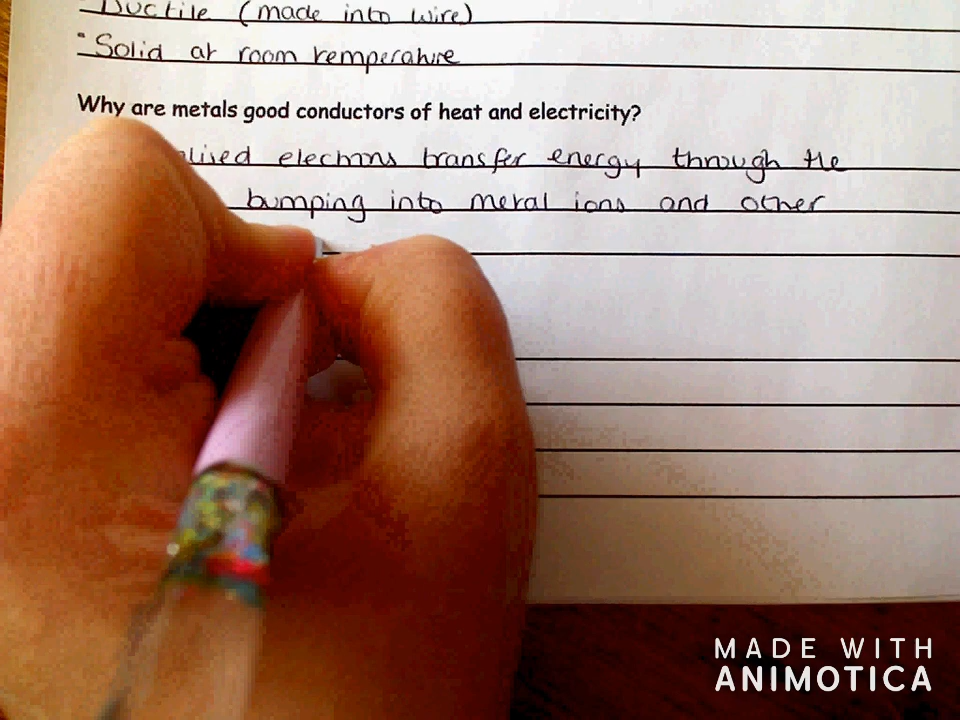 Ductile (made into wire)
• Solid at room temperature
Why are metals good conductors of heat and electricity?
electrons transfer energy through the
bumping into metal ions and other
MADE WITH
ANIMOTICA